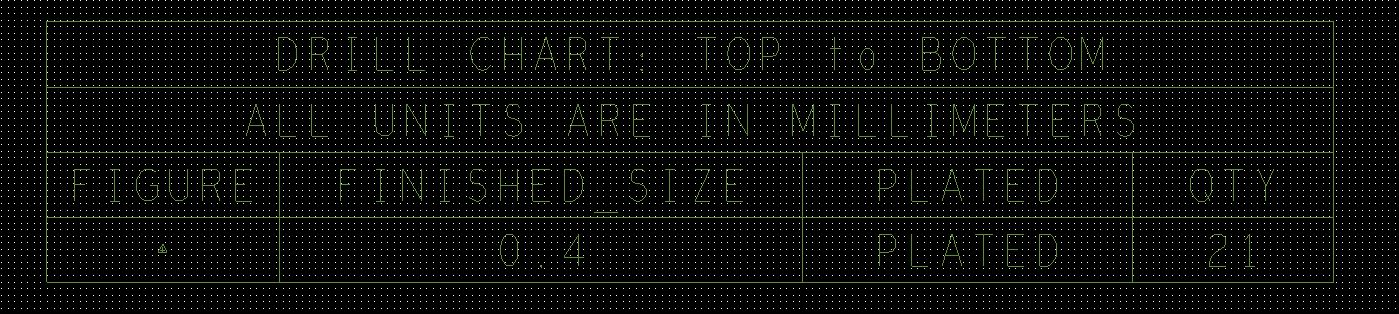 DRILL CHART: TOP to BOTTOM
ALL UNITS ARE IN MILLIMETERS
FIGURE FINISHED_SIZE PLATED QTY
0.4 PLATED 21